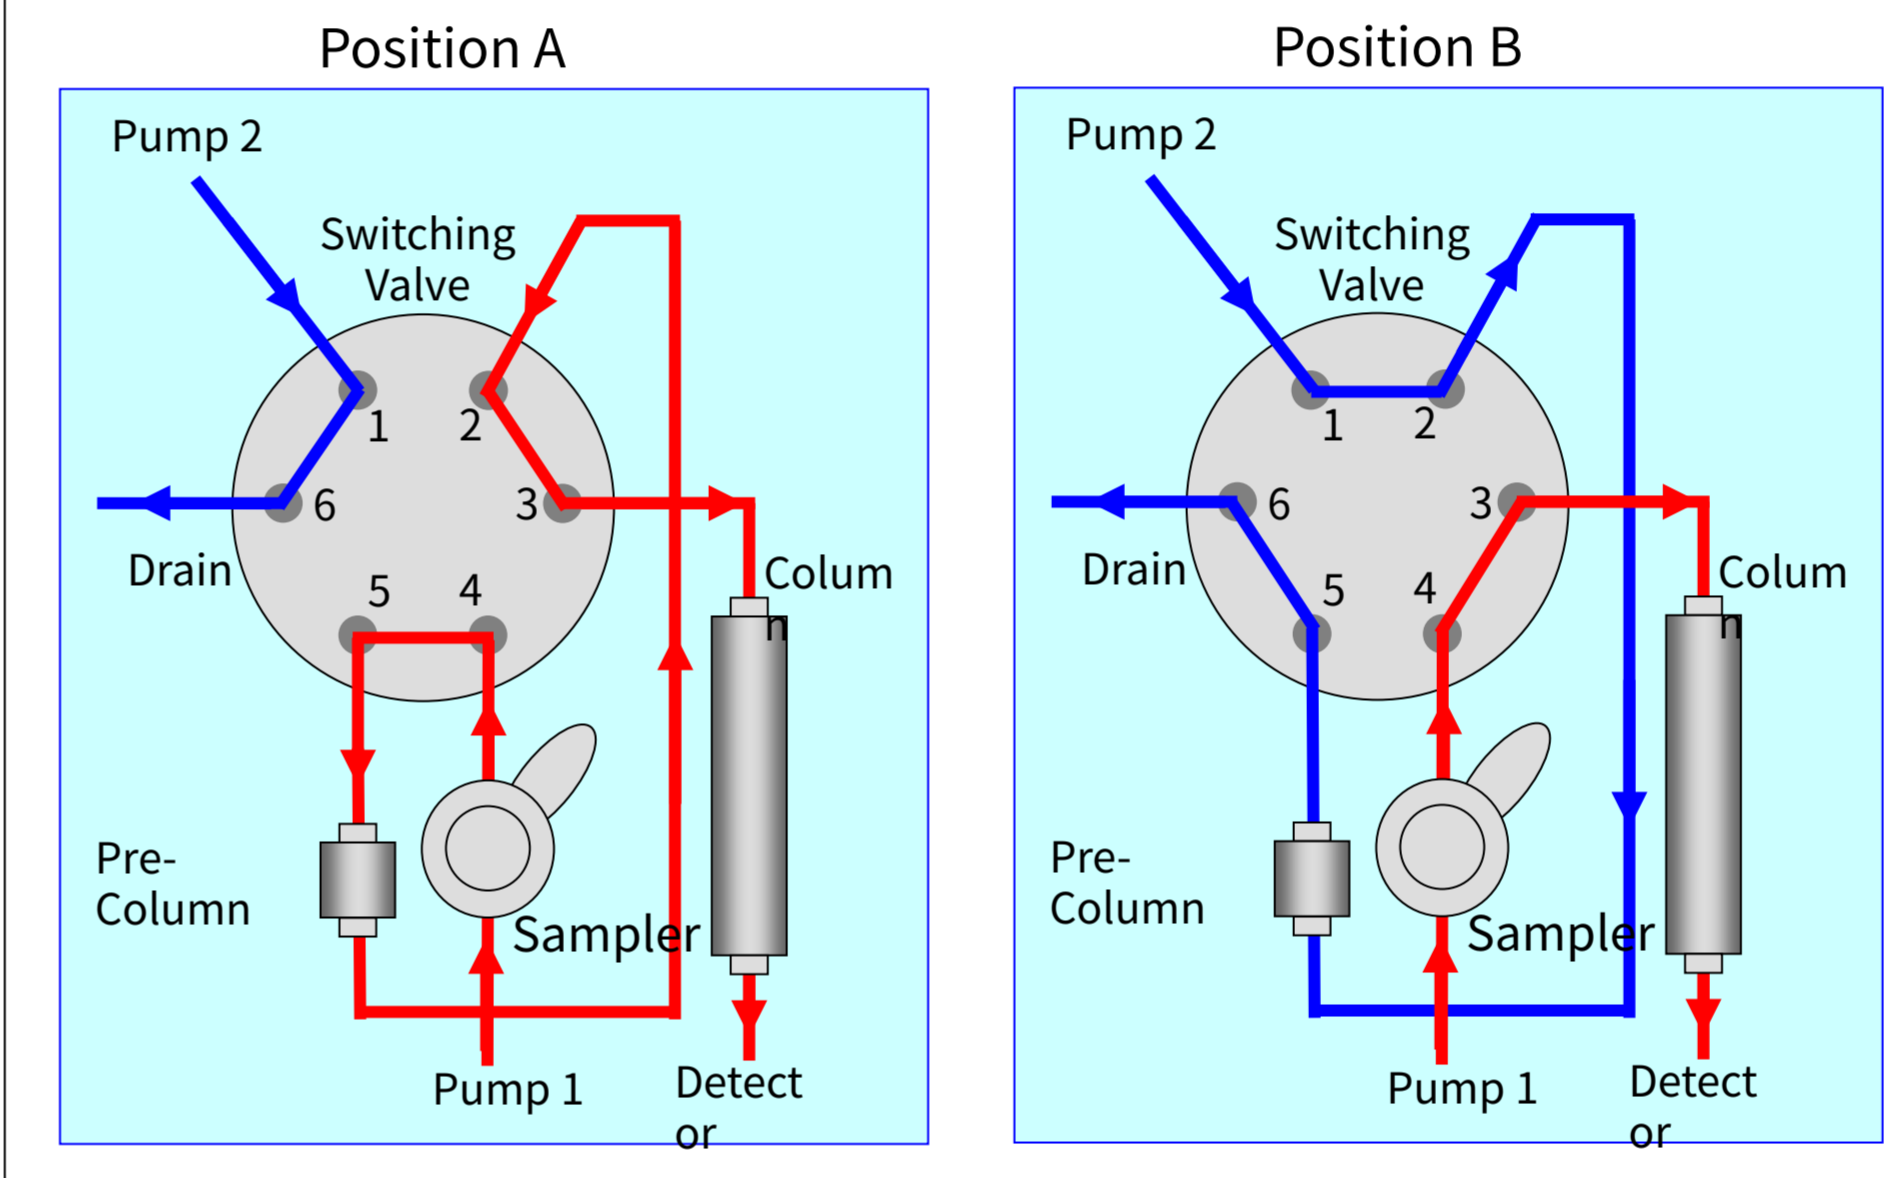 Position A
Pump 2
Switching
Valve
1
2
6
3
Drain
5
4
Colum
n
Pre-
Column
Sampler
Pump 1
Detect
or
Position B
Pump 2
Switching
Valve
1
2
6
3
Drain
5
4
Colum
n
Pre-
Column
Sampler
Pump 1
Detect
or